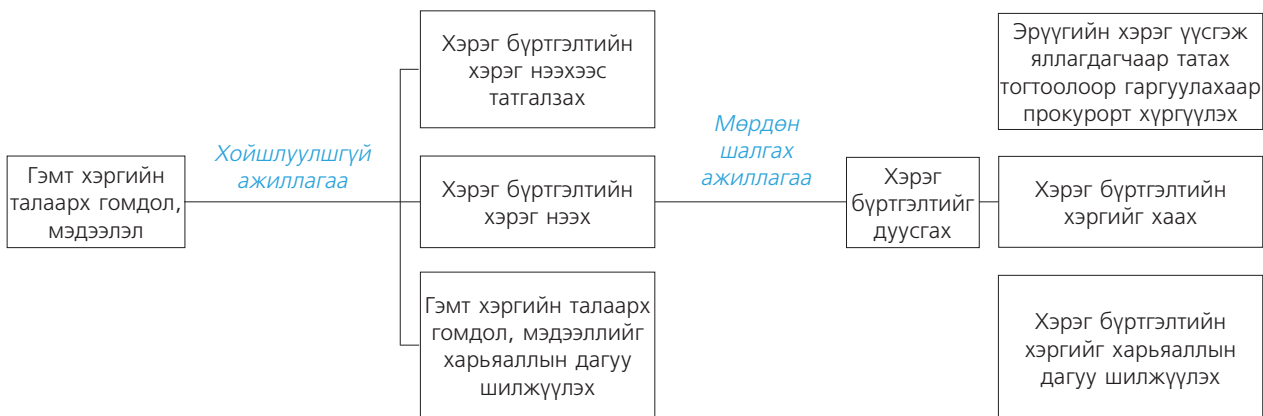 Гэмт хэргийн
талаарх гомдол,
мэдээлэл
Хойшлуулшгүй
ажиллагаа
Хэрэг бүртгэлтийн
хэрэг нээхээс
татгалзах
Хэрэг бүртгэлтийн
хэрэг нээх
Гэмт хэргийн талаарх
гомдол, мэдээллийг
харьяаллын дагуу
шилжүүлэх
Мөрдөн
шалгах
ажиллагаа
Хэрэг
бүртгэлтийг
дуусгах
Эрүүгийн хэрэг үүсгэж
яллагдагчаар татах
тогтоолоор гаргуулахаар
прокурорт хүргүүлэх
Хэрэг бүртгэлтийн
хэргийг хаах
Хэрэг бүртгэлтийн
хэргийг харьяаллын
дагуу шилжүүлэх